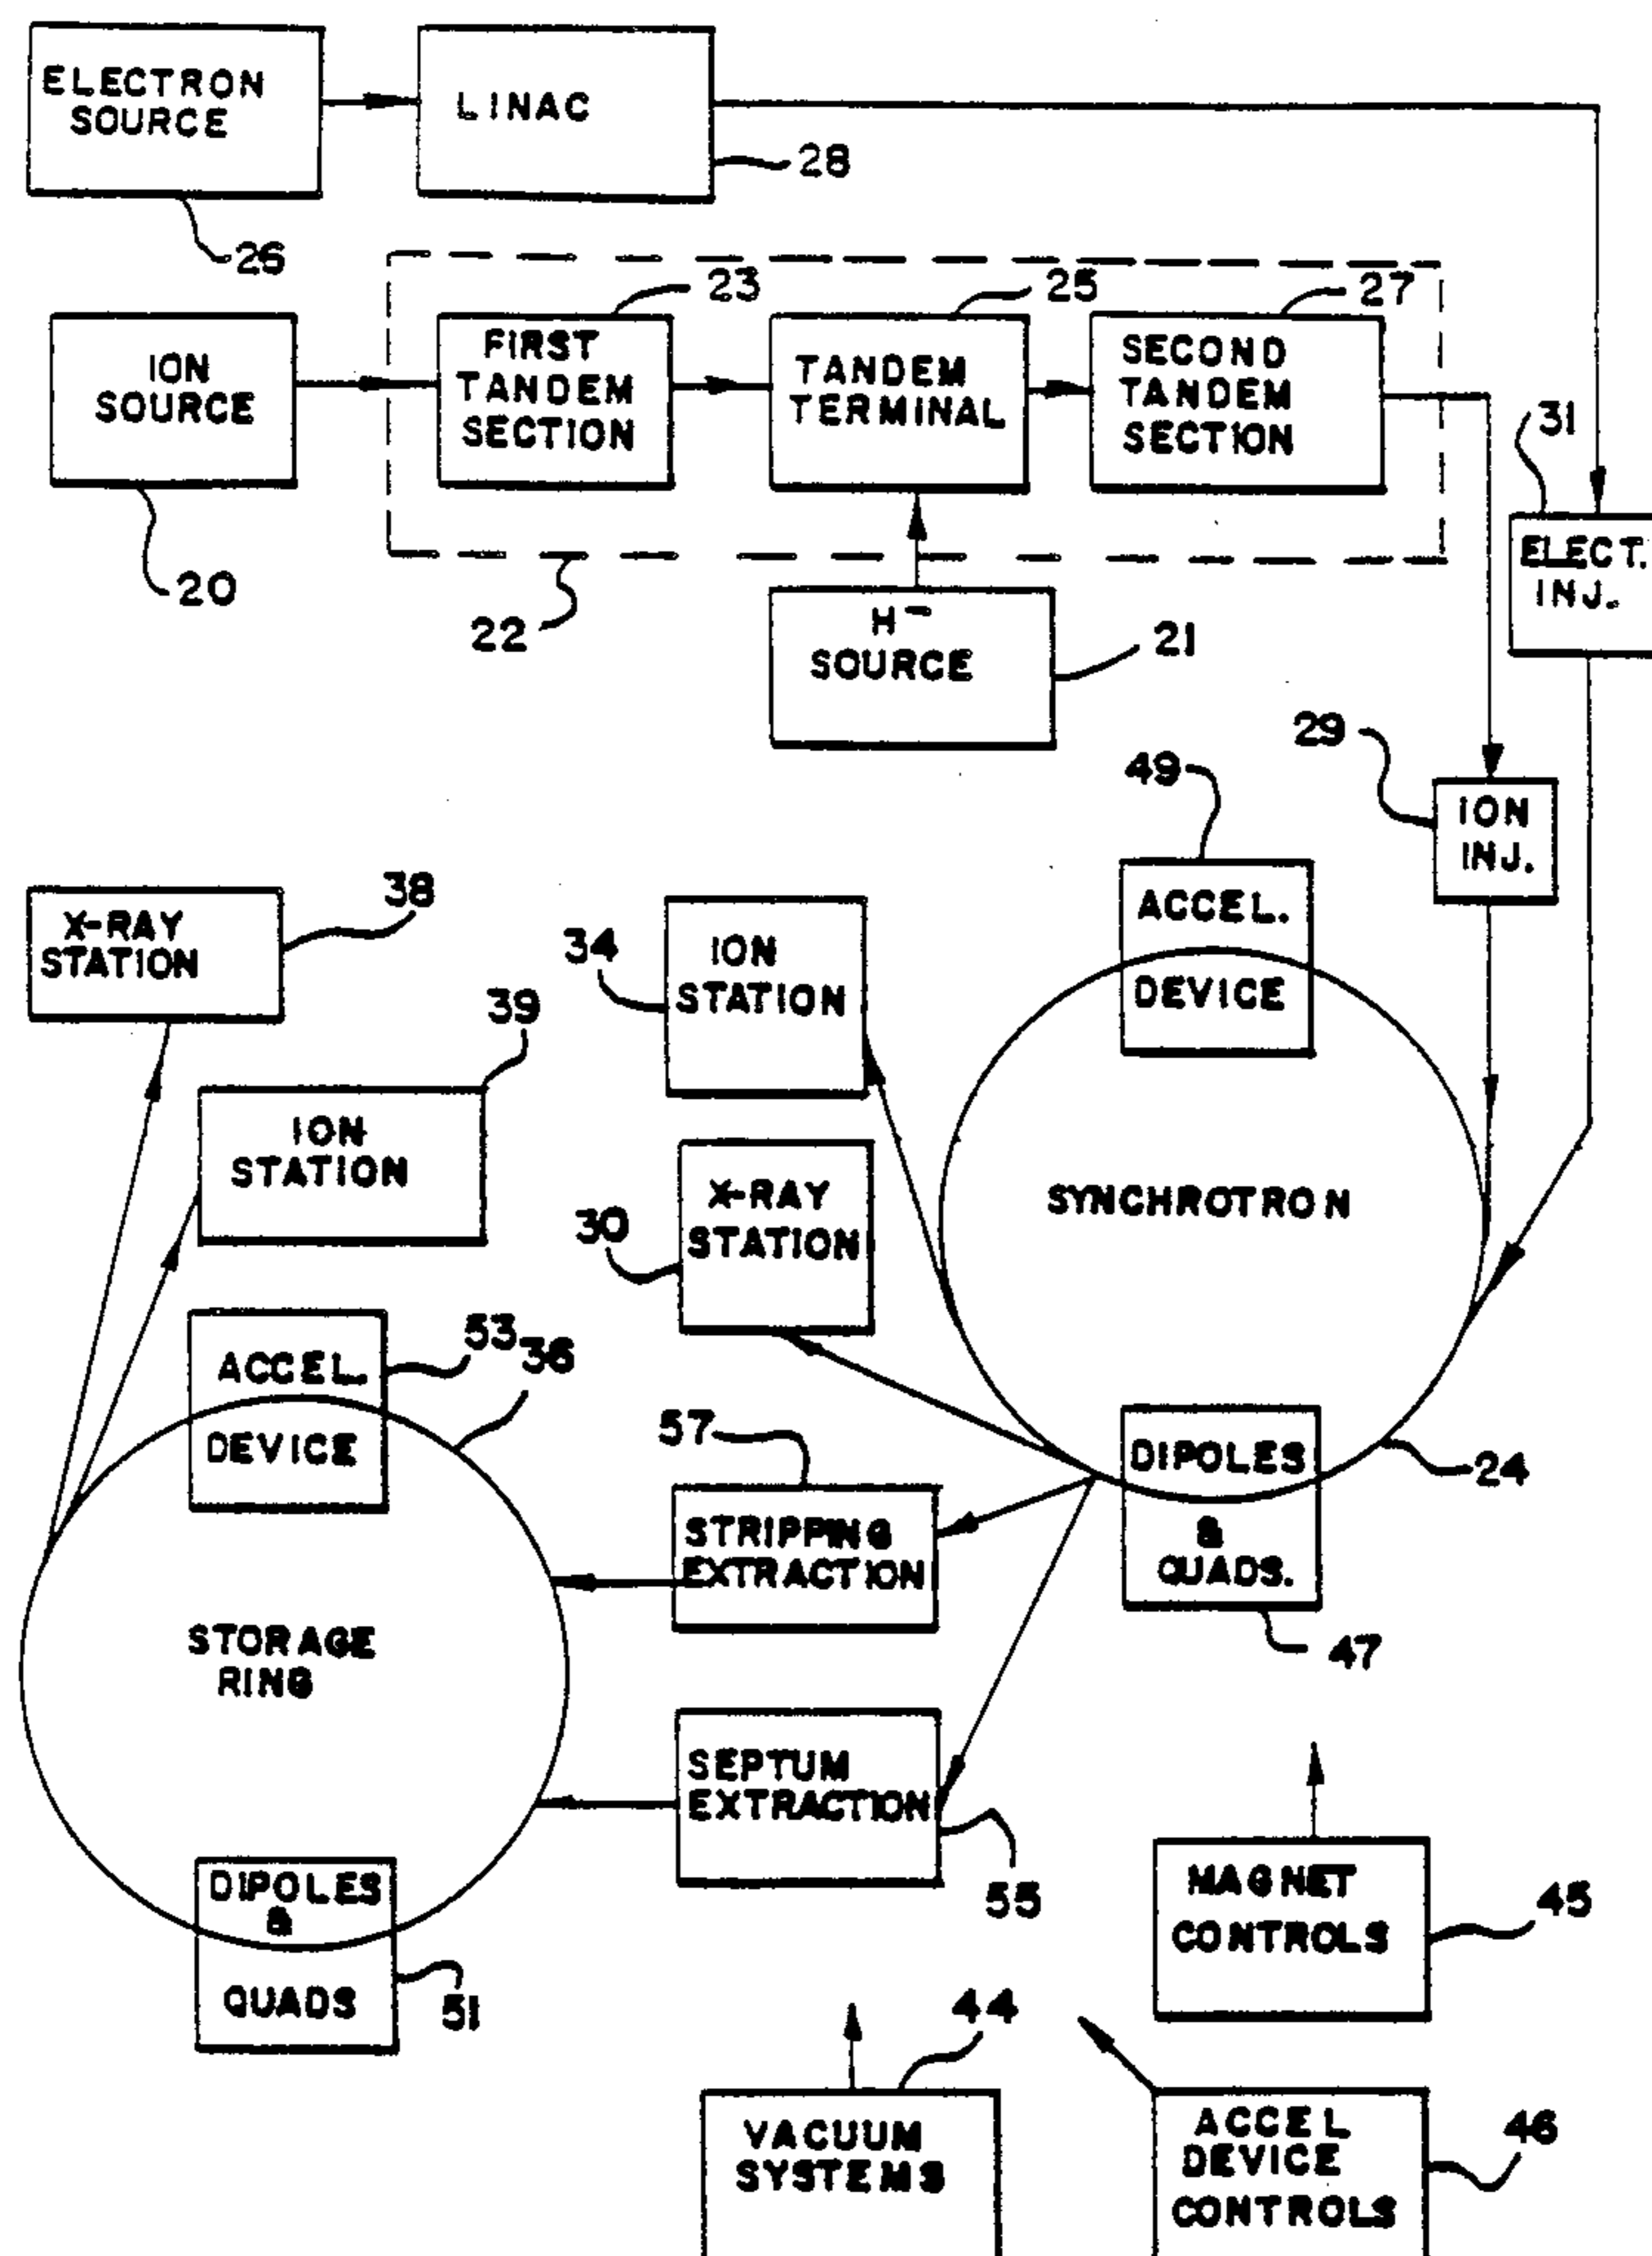 ELECTRON
SOURCE
LINAC
28
26
23
25
27
ION
SOURCE
FIRST
TANDEM
SECTION
TANDEM
TERMINAL
SECOND
TANDEM
SECTION
31
ELECT.
INJ.
20
22
H⁻
SOURCE
21
29
ION
INJ.
49
ACCEL.
DEVICE
38
X-RAY
STATION
34
ION
STATION
39
ION
STATION
30
X-RAY
STATION
SYNCHROTRON
53
36
ACCEL.
DEVICE
57
STRIPPING
EXTRACTION
DIPOLES
&
QUADS.
24
47
STORAGE
RING
SEPTUM
EXTRACTION
55
DIPOLES
&
QUADS
51
MAGNET
CONTROLS
45
44
VACUUM
SYSTEMS
ACCEL
DEVICE
CONTROLS
46